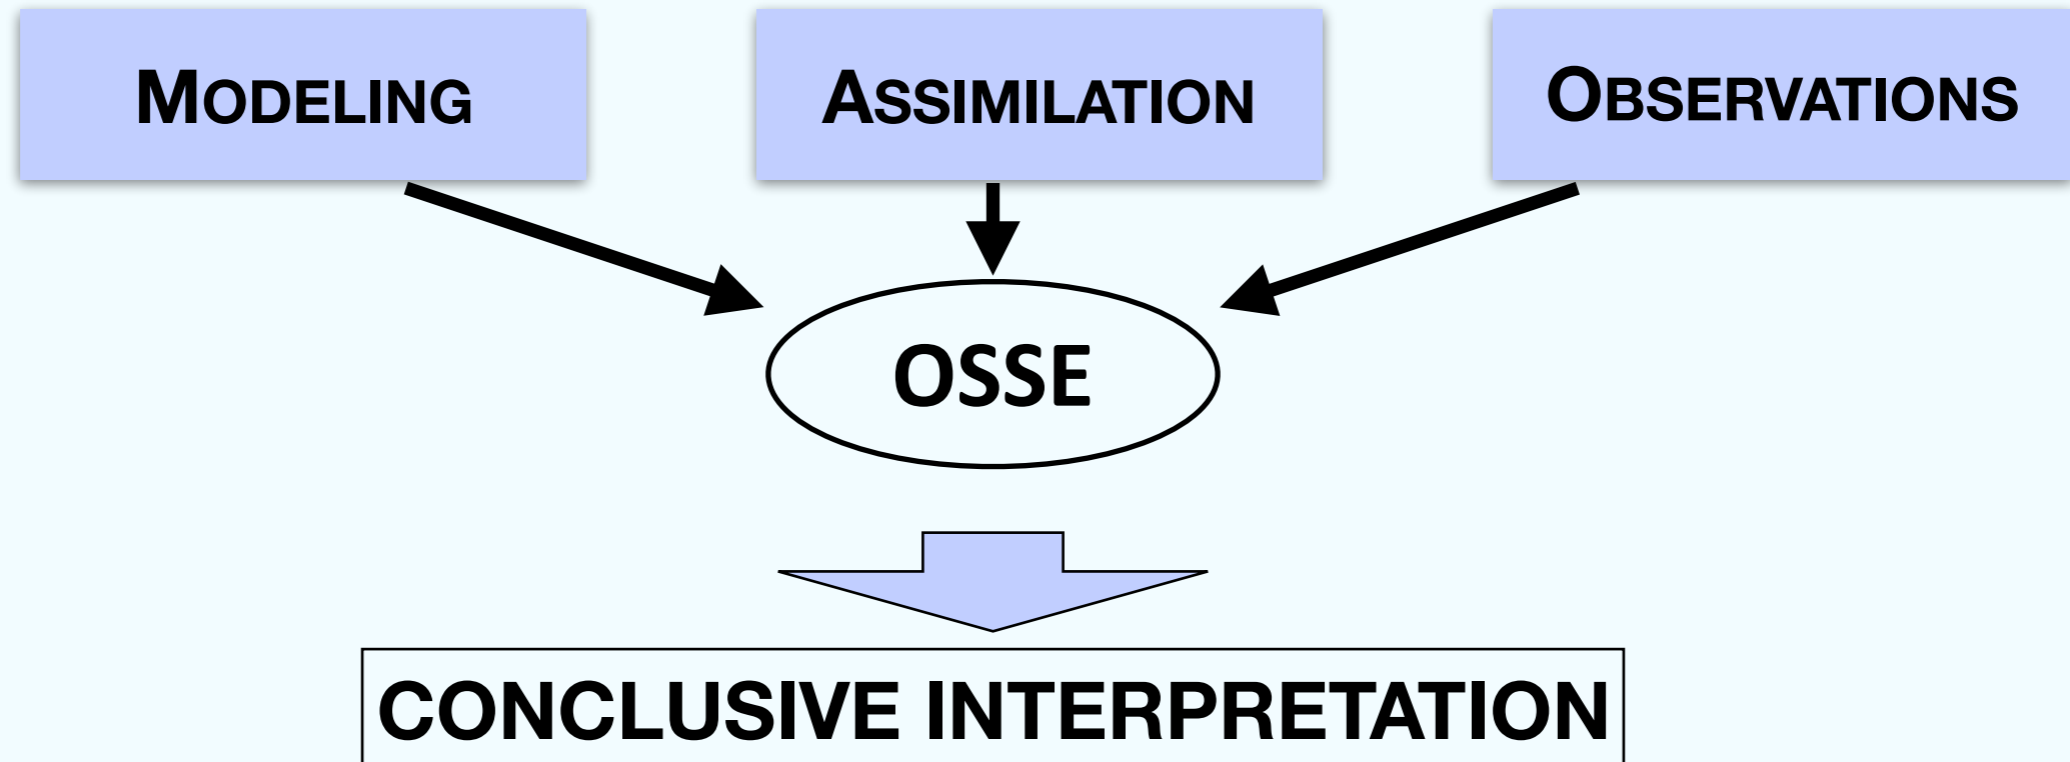 MODELING
ASSIMILATION
OBSERVATIONS
OSSE
CONCLUSIVE INTERPRETATION